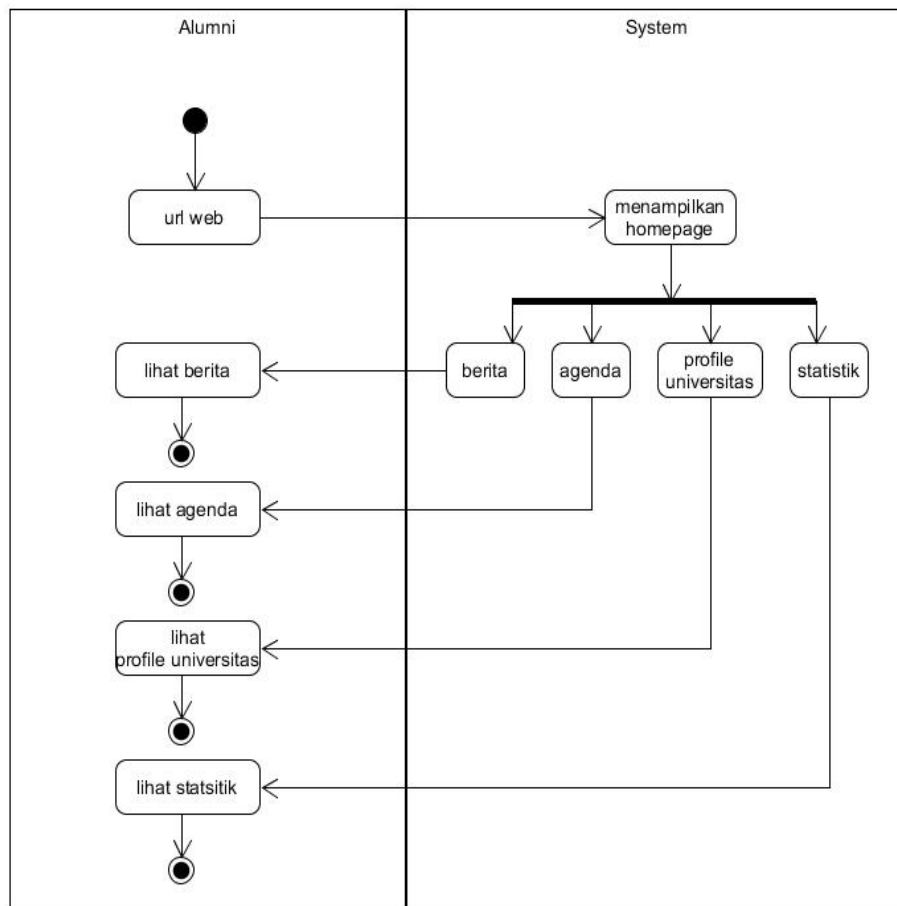 Alumni
System
url web
menampilkan
homepage
lihat berita
berita
agenda
profile
universitas
statistik
lihat agenda
lihat
profile universitas
lihat statsitik